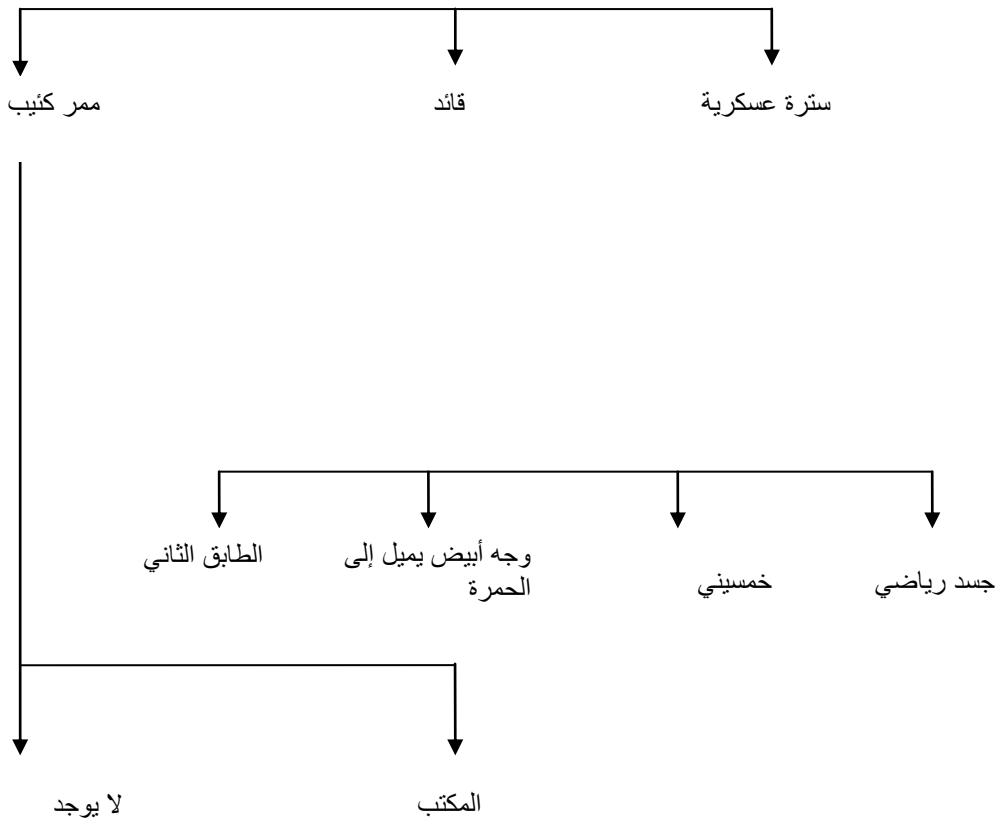 سترة عسكرية
قائد
ممر كئيب
جسد رياضي
خمسيني
وجه أبيض يميل إلى
الحمرة
الطابق الثاني
المكتب
لا يوجد